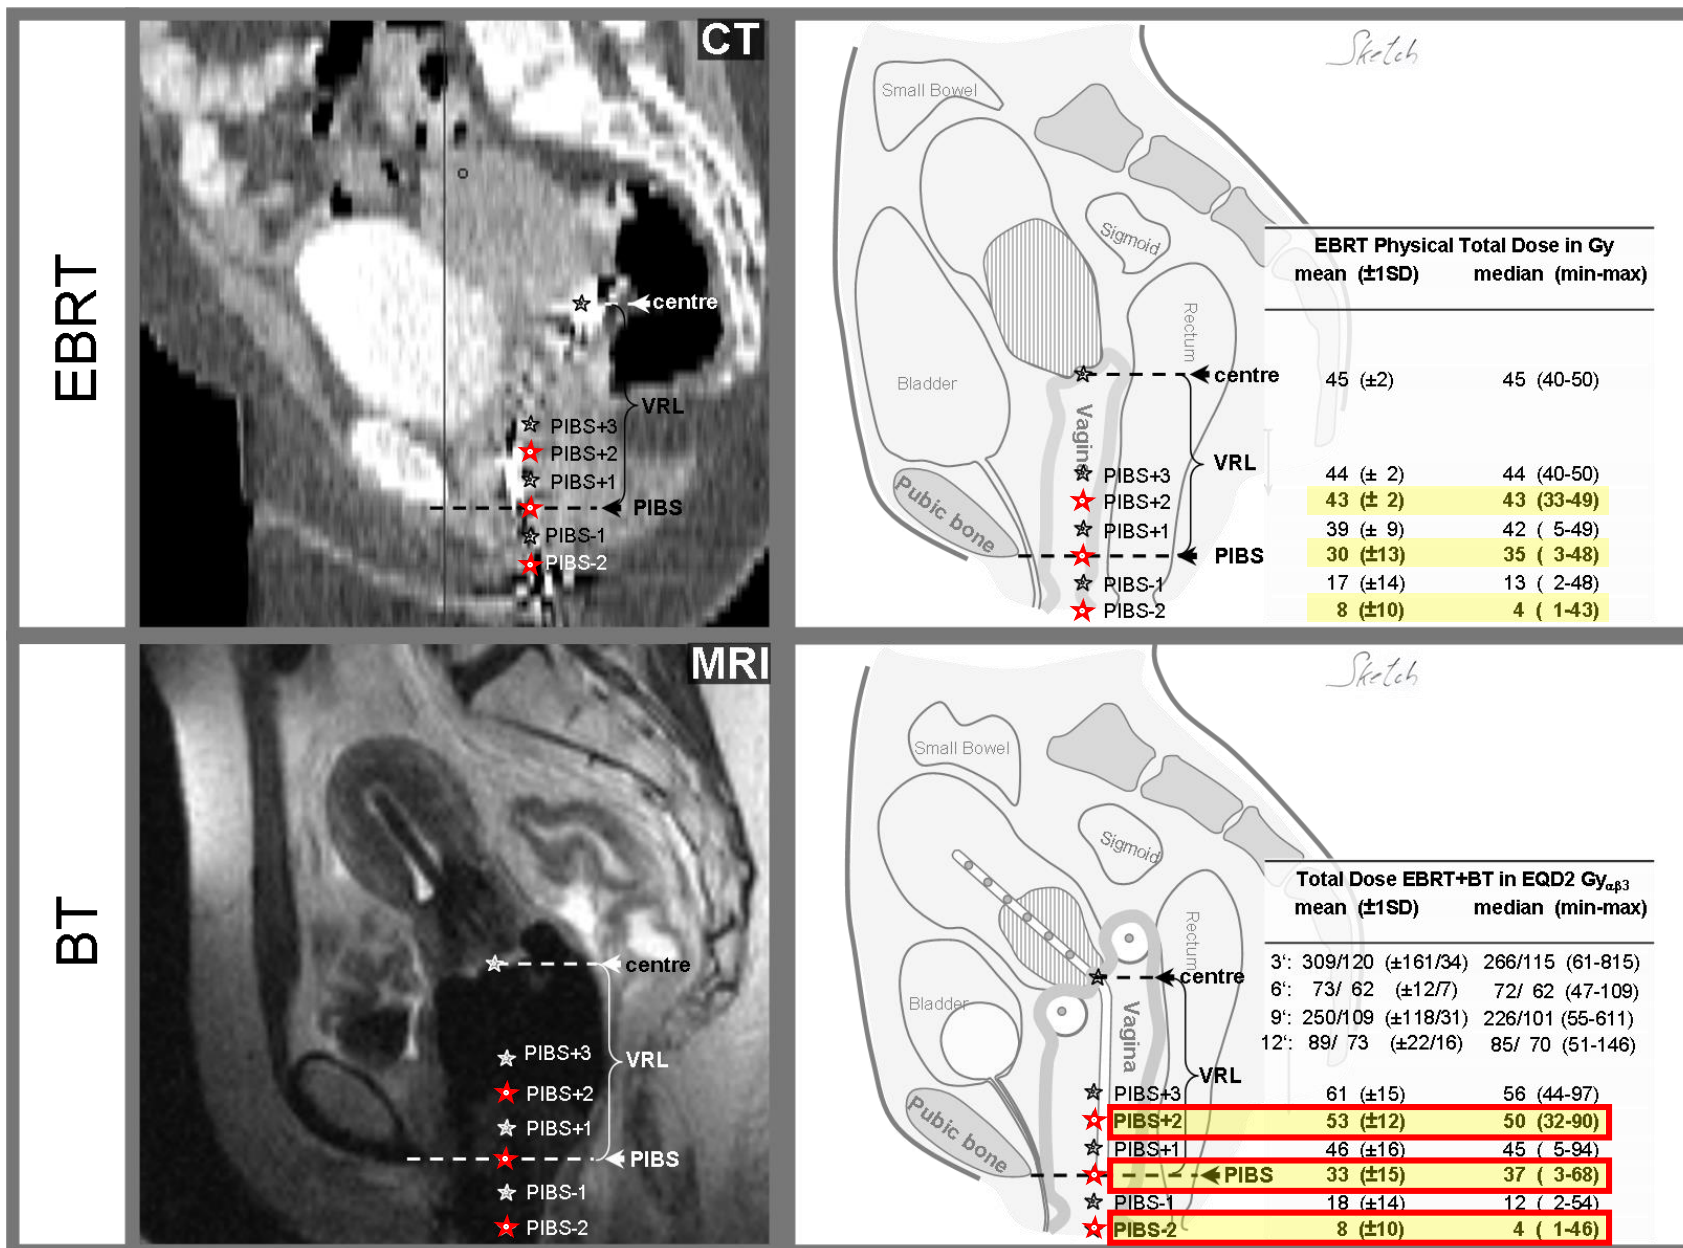 EBRT
CT
centre
VRL
PIBS+3
PIBS+2
PIBS+1
PIBS
PIBS-1
PIBS-2
Sketch
Small Bowel
Sigmoid
Rectum
Bladder
Vagina
Pubic bone
centre
VRL
PIBS+3
PIBS+2
PIBS+1
PIBS
PIBS-1
PIBS-2
EBRT Physical Total Dose in Gy
mean (±1SD) median (min-max)
45 (±2) 45 (40-50)
44 (± 2) 44 (40-50)
43 (± 2) 43 (33-49)
39 (± 9) 42 ( 5-49)
30 (±13) 35 ( 3-48)
17 (±14) 13 ( 2-48)
8 (±10) 4 ( 1-43)
BT
MRI
centre
VRL
PIBS+3
PIBS+2
PIBS+1
PIBS
PIBS-1
PIBS-2
Sketch
Small Bowel
Sigmoid
Rectum
Bladder
Vagina
Pubic bone
centre
VRL
Total Dose EBRT+BT in EQD2 Gyαβ3
mean (±1SD) median (min-max)
3': 309/120 (±161/34) 266/115 (61-815)
6': 73/ 62 (±12/7) 72/ 62 (47-109)
9': 250/109 (±118/31) 226/101 (55-611)
12': 89/ 73 (±22/16) 85/ 70 (51-146)
PIBS+3 61 (±15) 56 (44-97)
PIBS+2 53 (±12) 50 (32-90)
PIBS+1 46 (±16) 45 ( 5-94)
PIBS 33 (±15) 37 ( 3-68)
PIBS-1 18 (±14) 12 ( 2-54)
PIBS-2 8 (±10) 4 ( 1-46)